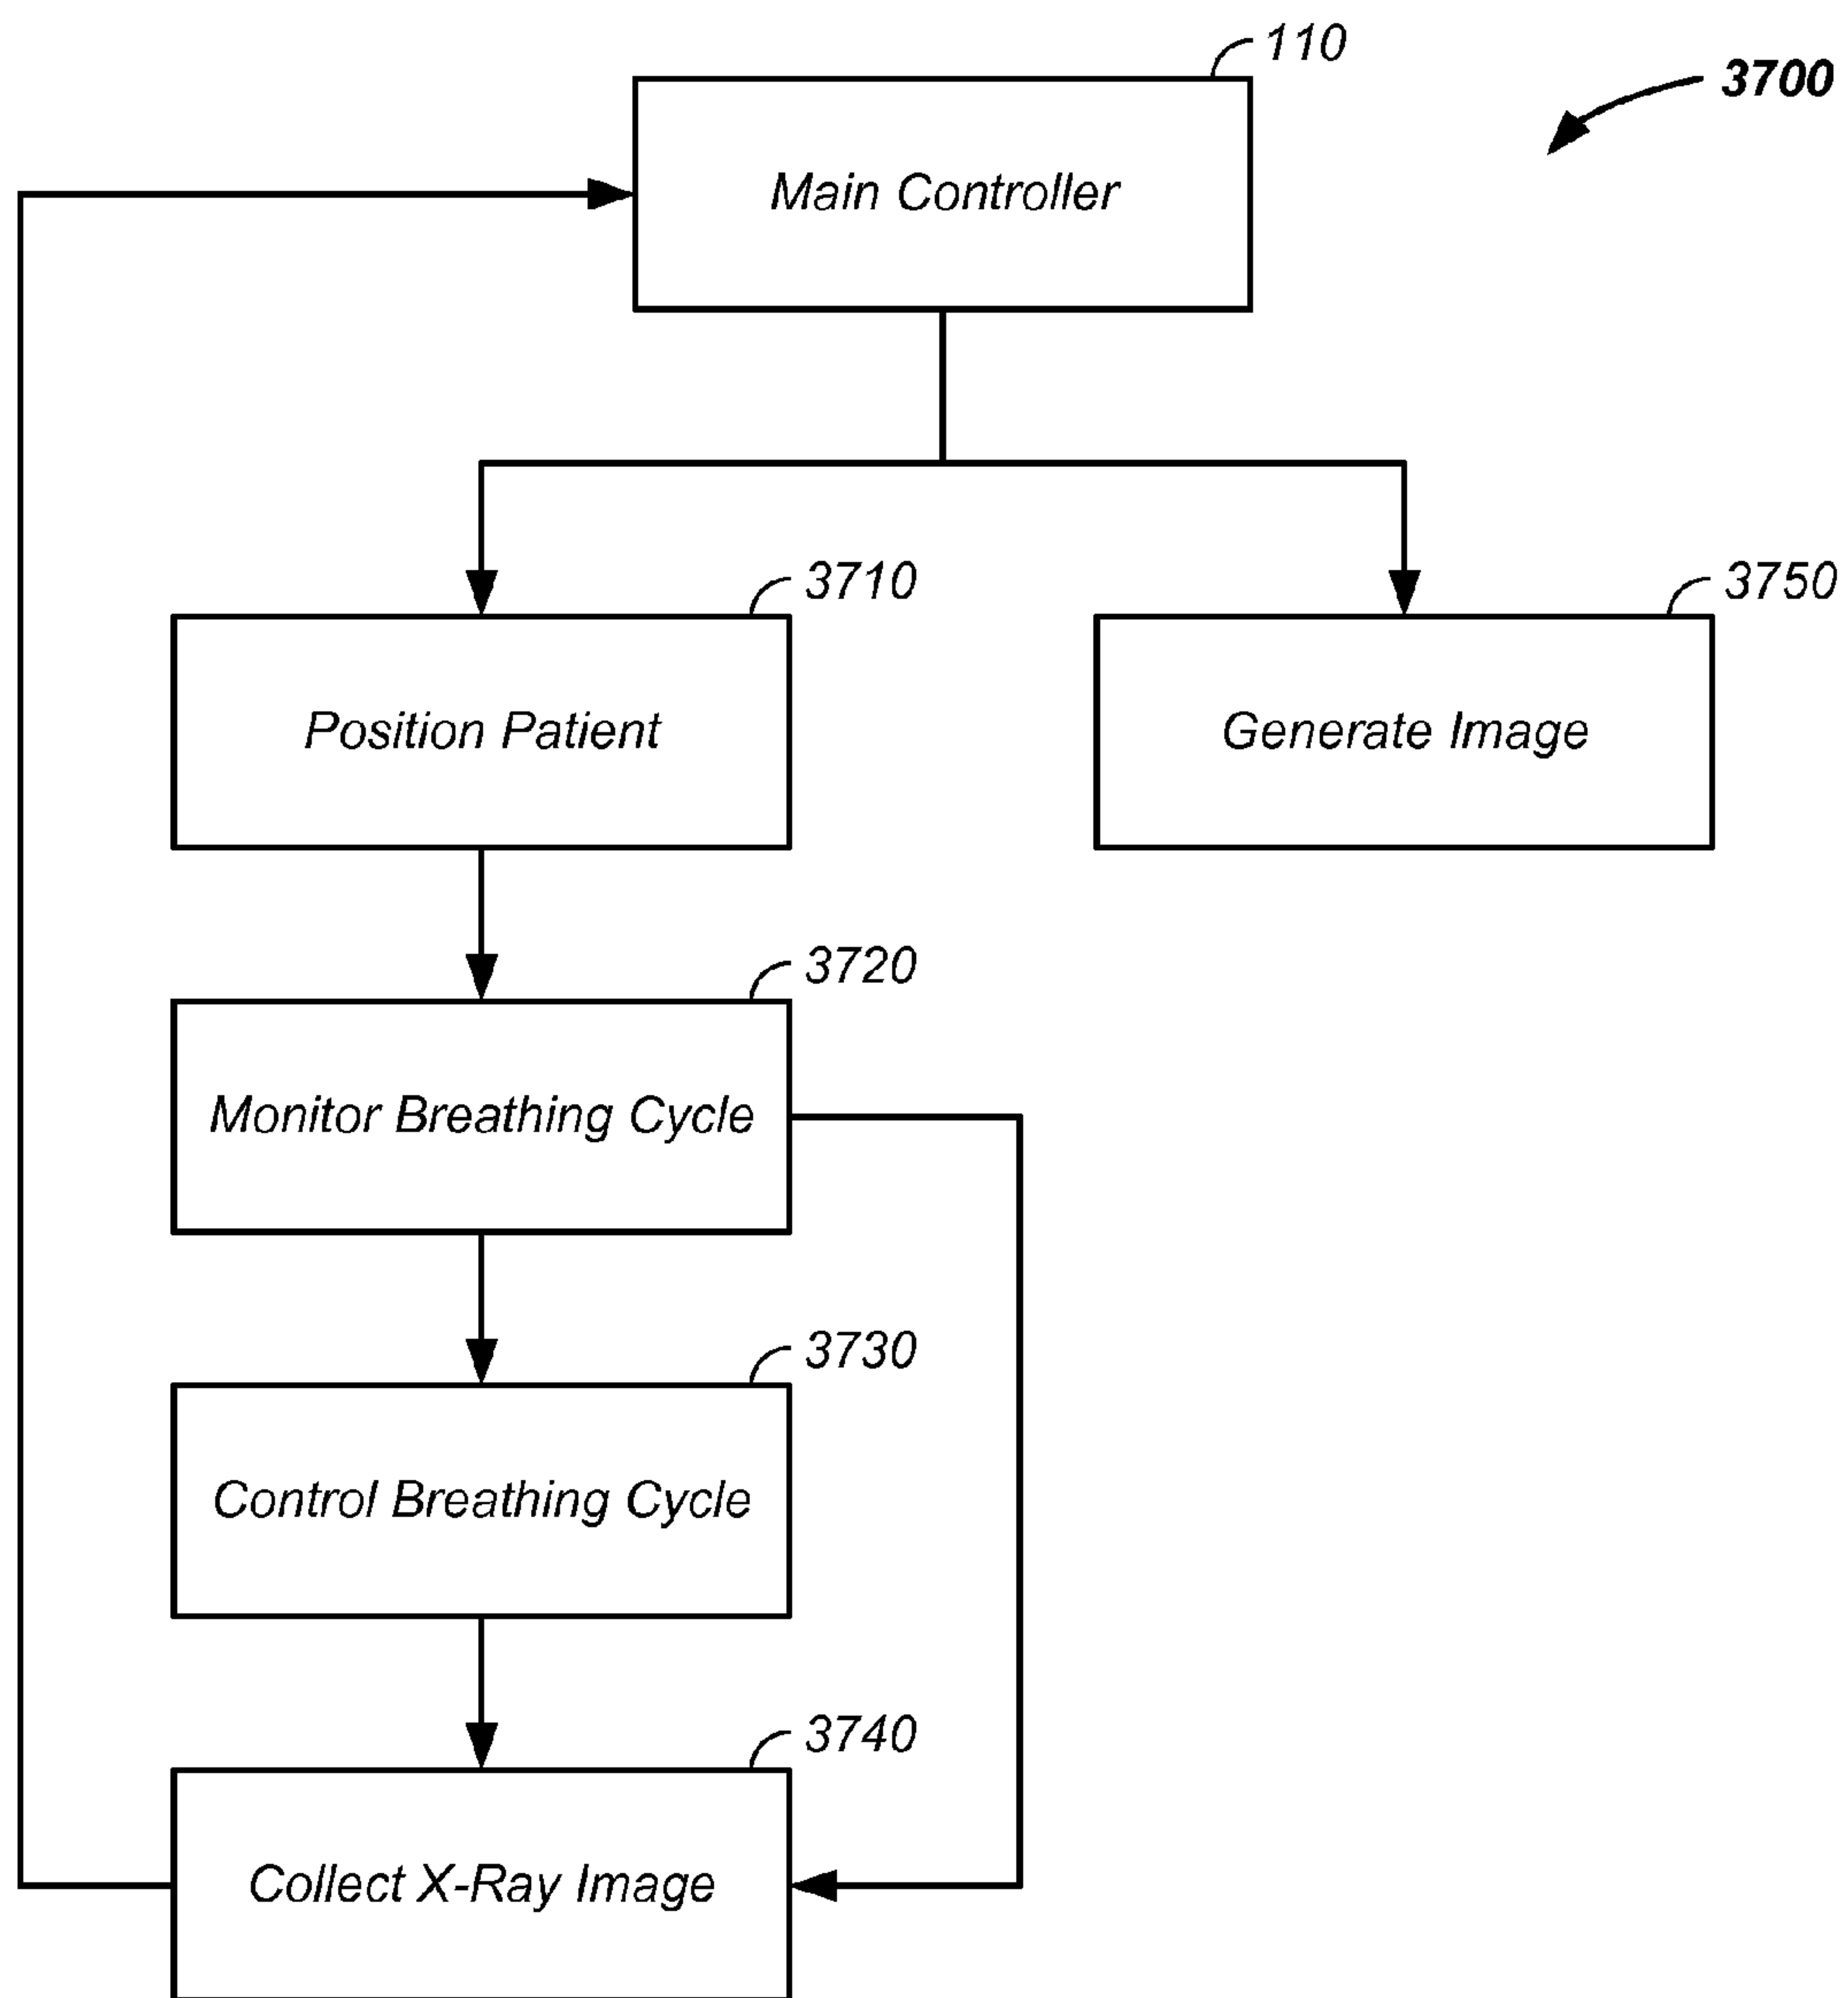 110
3700
Main Controller
3710
3750
Position Patient
Generate Image
3720
Monitor Breathing Cycle
3730
Control Breathing Cycle
3740
Collect X-Ray Image